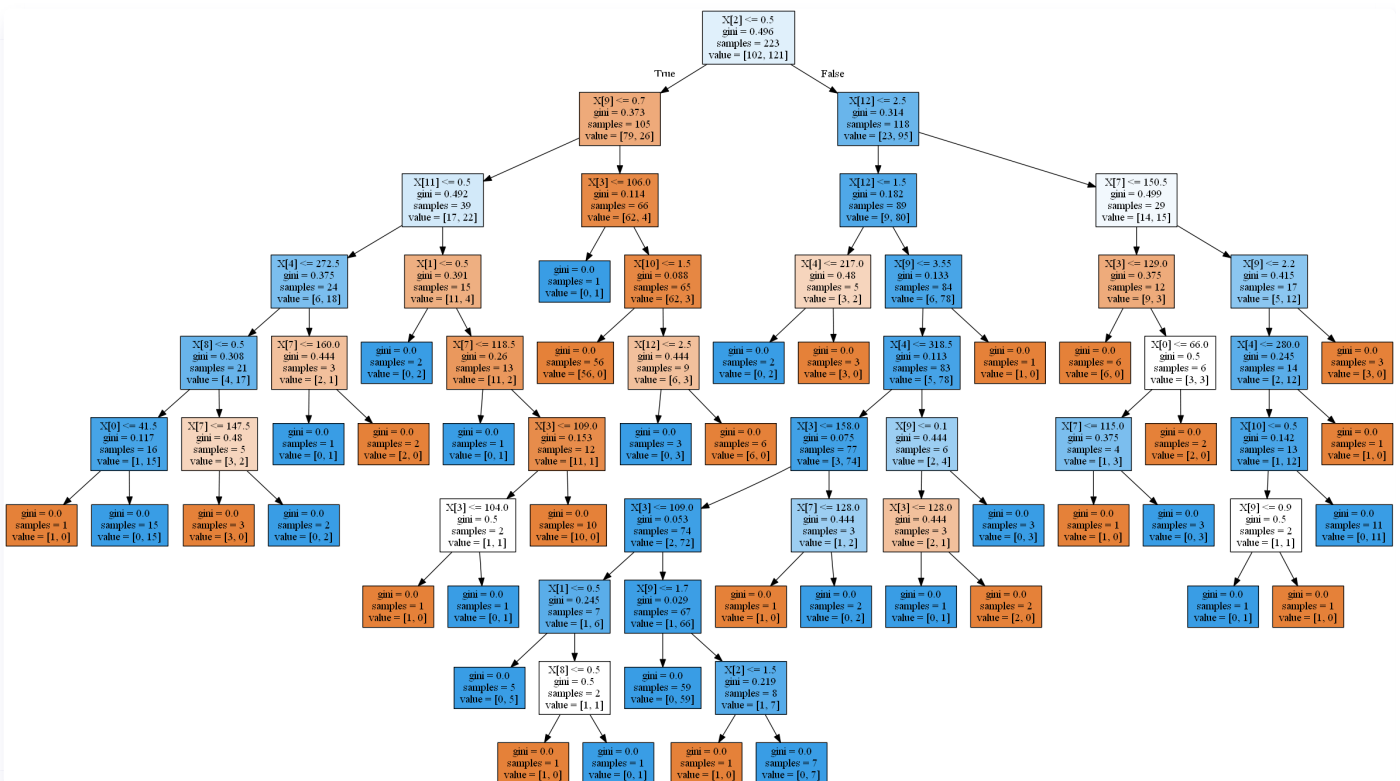 X[2] <= 0.5
gini = 0.496
samples = 223
value = [102, 121]
True
False
X[9] <= 0.7
gini = 0.373
samples = 105
value = [79, 26]
X[12] <= 2.5
gini = 0.314
samples = 118
value = [23, 95]
X[11] <= 0.5
gini = 0.492
samples = 39
value = [17, 22]
X[3] <= 106.0
gini = 0.114
samples = 66
value = [62, 4]
X[12] <= 1.5
gini = 0.182
samples = 89
value = [9, 80]
X[7] <= 150.5
gini = 0.499
samples = 29
value = [14, 15]
X[4] <= 272.5
gini = 0.375
samples = 24
value = [6, 18]
X[1] <= 0.5
gini = 0.391
samples = 15
value = [11, 4]
gini = 0.0
samples = 1
value = [0, 1]
X[10] <= 1.5
gini = 0.088
samples = 65
value = [62, 3]
X[4] <= 217.0
gini = 0.48
samples = 5
value = [3, 2]
X[9] <= 3.55
gini = 0.133
samples = 84
value = [6, 78]
X[3] <= 129.0
gini = 0.375
samples = 12
value = [9, 3]
X[9] <= 2.2
gini = 0.415
samples = 17
value = [5, 12]
X[8] <= 0.5
gini = 0.308
samples = 21
value = [4, 17]
X[7] <= 160.0
gini = 0.444
samples = 3
value = [2, 1]
gini = 0.0
samples = 2
value = [0, 2]
X[7] <= 118.5
gini = 0.26
samples = 13
value = [11, 2]
gini = 0.0
samples = 56
value = [56, 0]
X[12] <= 2.5
gini = 0.444
samples = 9
value = [6, 3]
gini = 0.0
samples = 2
value = [0, 2]
gini = 0.0
samples = 3
value = [3, 0]
X[4] <= 318.5
gini = 0.113
samples = 83
value = [5, 78]
gini = 0.0
samples = 1
value = [1, 0]
gini = 0.0
samples = 6
value = [6, 0]
X[0] <= 66.0
gini = 0.5
samples = 6
value = [3, 3]
X[4] <= 280.0
gini = 0.245
samples = 14
value = [2, 12]
gini = 0.0
samples = 3
value = [3, 0]
X[0] <= 41.5
gini = 0.117
samples = 16
value = [1, 15]
X[7] <= 147.5
gini = 0.48
samples = 5
value = [3, 2]
gini = 0.0
samples = 1
value = [0, 1]
gini = 0.0
samples = 2
value = [2, 0]
gini = 0.0
samples = 1
value = [0, 1]
X[3] <= 109.0
gini = 0.153
samples = 12
value = [11, 1]
gini = 0.0
samples = 3
value = [0, 3]
gini = 0.0
samples = 6
value = [6, 0]
X[3] <= 158.0
gini = 0.075
samples = 77
value = [3, 74]
X[9] <= 0.1
gini = 0.444
samples = 6
value = [2, 4]
X[7] <= 115.0
gini = 0.375
samples = 4
value = [1, 3]
gini = 0.0
samples = 2
value = [2, 0]
X[10] <= 0.5
gini = 0.142
samples = 13
value = [1, 12]
gini = 0.0
samples = 1
value = [1, 0]
gini = 0.0
samples = 1
value = [1, 0]
gini = 0.0
samples = 15
value = [0, 15]
gini = 0.0
samples = 3
value = [3, 0]
gini = 0.0
samples = 2
value = [0, 2]
X[3] <= 104.0
gini = 0.5
samples = 2
value = [1, 1]
gini = 0.0
samples = 10
value = [10, 0]
X[3] <= 109.0
gini = 0.053
samples = 74
value = [2, 72]
X[7] <= 128.0
gini = 0.444
samples = 3
value = [1, 2]
X[3] <= 128.0
gini = 0.444
samples = 3
value = [2, 1]
gini = 0.0
samples = 3
value = [0, 3]
gini = 0.0
samples = 1
value = [1, 0]
gini = 0.0
samples = 3
value = [0, 3]
X[9] <= 0.9
gini = 0.5
samples = 2
value = [1, 1]
gini = 0.0
samples = 11
value = [0, 11]
gini = 0.0
samples = 1
value = [1, 0]
gini = 0.0
samples = 1
value = [0, 1]
X[1] <= 0.5
gini = 0.245
samples = 7
value = [1, 6]
X[9] <= 1.7
gini = 0.029
samples = 67
value = [1, 66]
gini = 0.0
samples = 1
value = [1, 0]
gini = 0.0
samples = 2
value = [0, 2]
gini = 0.0
samples = 1
value = [0, 1]
gini = 0.0
samples = 2
value = [2, 0]
gini = 0.0
samples = 1
value = [0, 1]
gini = 0.0
samples = 1
value = [1, 0]
gini = 0.0
samples = 5
value = [0, 5]
X[8] <= 0.5
gini = 0.5
samples = 2
value = [1, 1]
gini = 0.0
samples = 59
value = [0, 59]
X[2] <= 1.5
gini = 0.219
samples = 8
value = [1, 7]
gini = 0.0
samples = 1
value = [1, 0]
gini = 0.0
samples = 1
value = [0, 1]
gini = 0.0
samples = 1
value = [1, 0]
gini = 0.0
samples = 7
value = [0, 7]